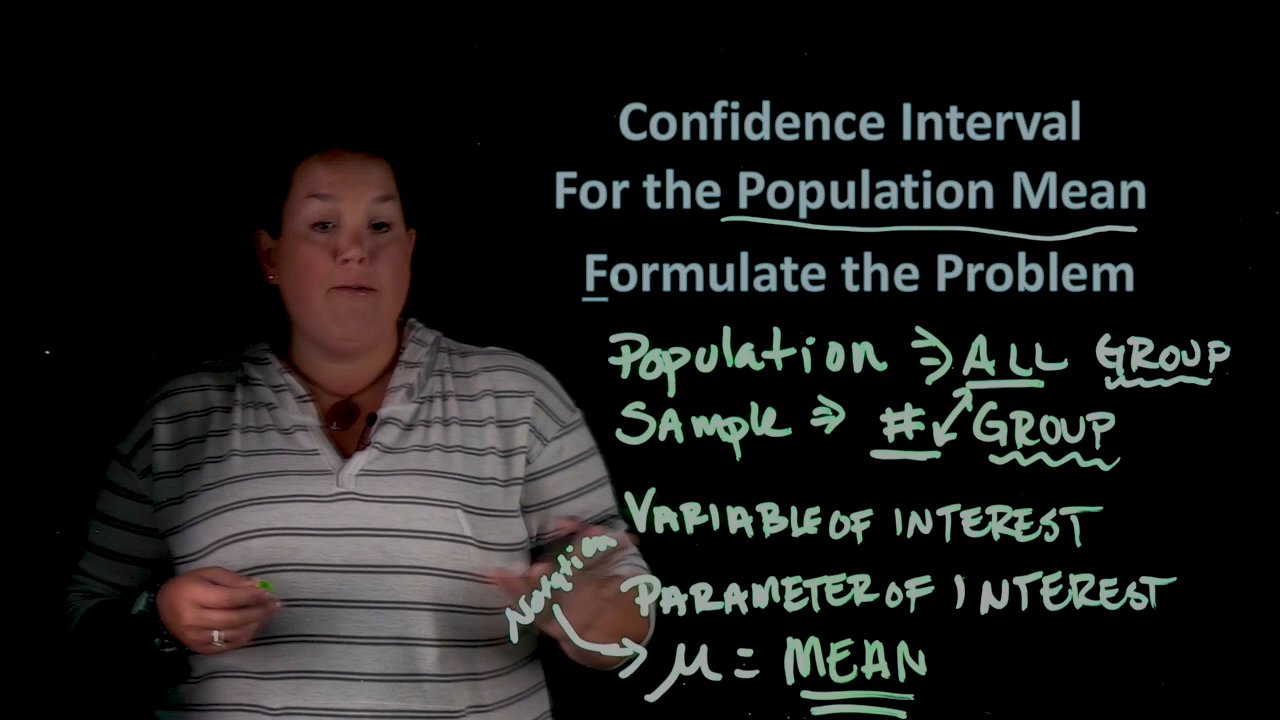 Confidence Interval
For the Population Mean
Formulate the Problem
Population ⇒ ALL GROUP
SAmple ⇒ # GROUP
VARIABLE OF INTEREST
PARAMETER OF INTEREST
Notation
μ = MEAN